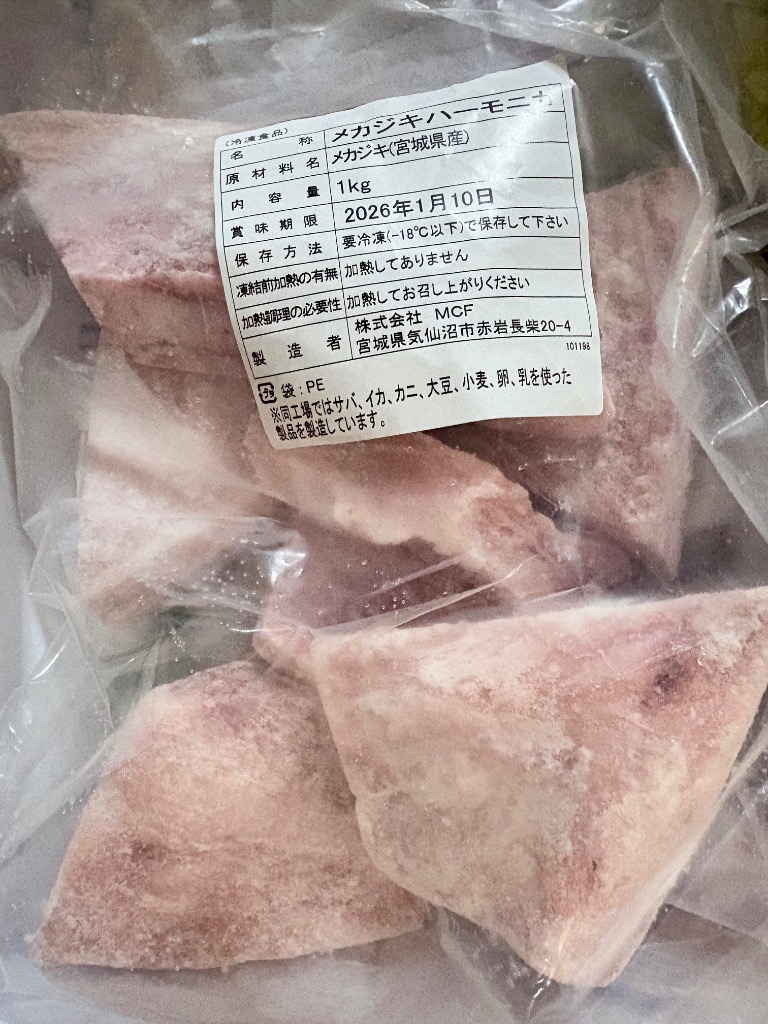 (冷凍食品)
名 称 メカジキハーモニカ
原材料名 メカジキ(宮城県産)
内容量 1kg
賞味期限 2026年1月10日
保存方法 要冷凍(-18℃以下)で保存して下さい
凍結前加熱の有無 加熱してありません
加熱調理の必要性 加熱してお召し上がりください
製造者 株式会社 MCF
宮城県気仙沼市赤岩長柴20-4
101198
プラ 袋:PE
※同工場ではサバ、イカ、カニ、大豆、小麦、卵、乳を使った
製品を製造しています。